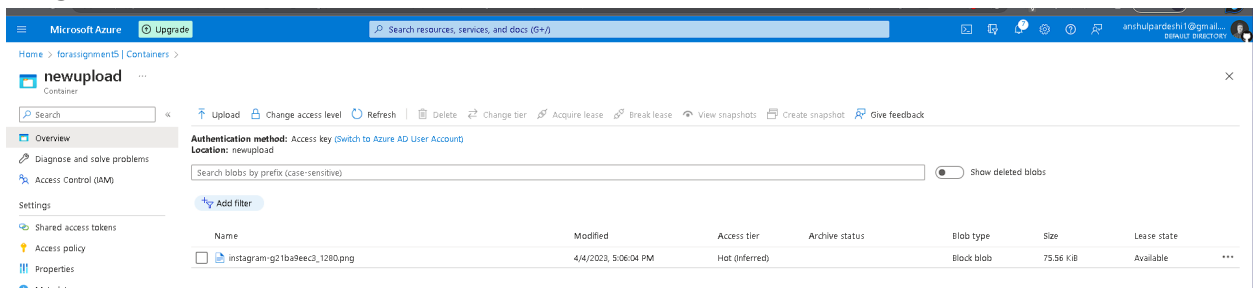 Microsoft Azure Upgrade Search resources, services, and docs (G+/) 7 anshulpardeshi1@gmail....
DEFAULT DIRECTORY
Home > forassignment5 | Containers >
newupload ...
Container
Search « Upload Change access level Refresh Delete Change tier Acquire lease Break lease View snapshots Create snapshot Give feedback
Overview
Diagnose and solve problems
Access Control (IAM)
Settings
Shared access tokens
Access policy
Properties
Authentication method: Access key (Switch to Azure AD User Account)
Location: newupload
Search blobs by prefix (case-sensitive) Show deleted blobs
Add filter
Name Modified Access tier Archive status Blob type Size Lease state
instagram-g21ba9eec3_1280.png 4/4/2023, 5:06:04 PM Hot (Inferred) Block blob 75.56 KiB Available ...